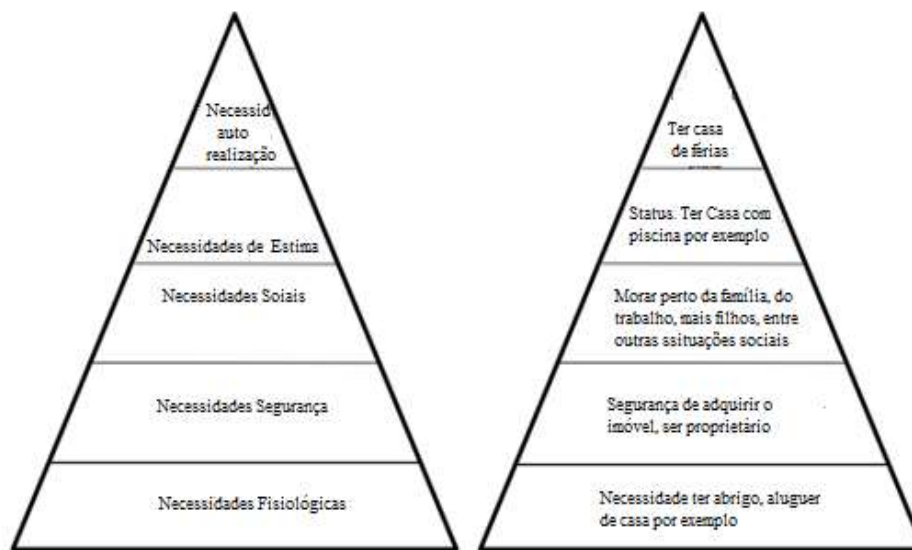 Necessid
auto
realização
Necessidades de Estima
Necessidades Soiais
Necessidades Segurança
Necessidades Fisiológicas
Ter casa
de férias
Status. Ter Casa com
piscina por exemplo
Morar perto da família, do
trabalho, mais filhos, entre
outras ssituações sociais
Segurança de adquirir o
imóvel, ser proprietário
Necessidade ter abrigo, aluguer
de casa por exemplo